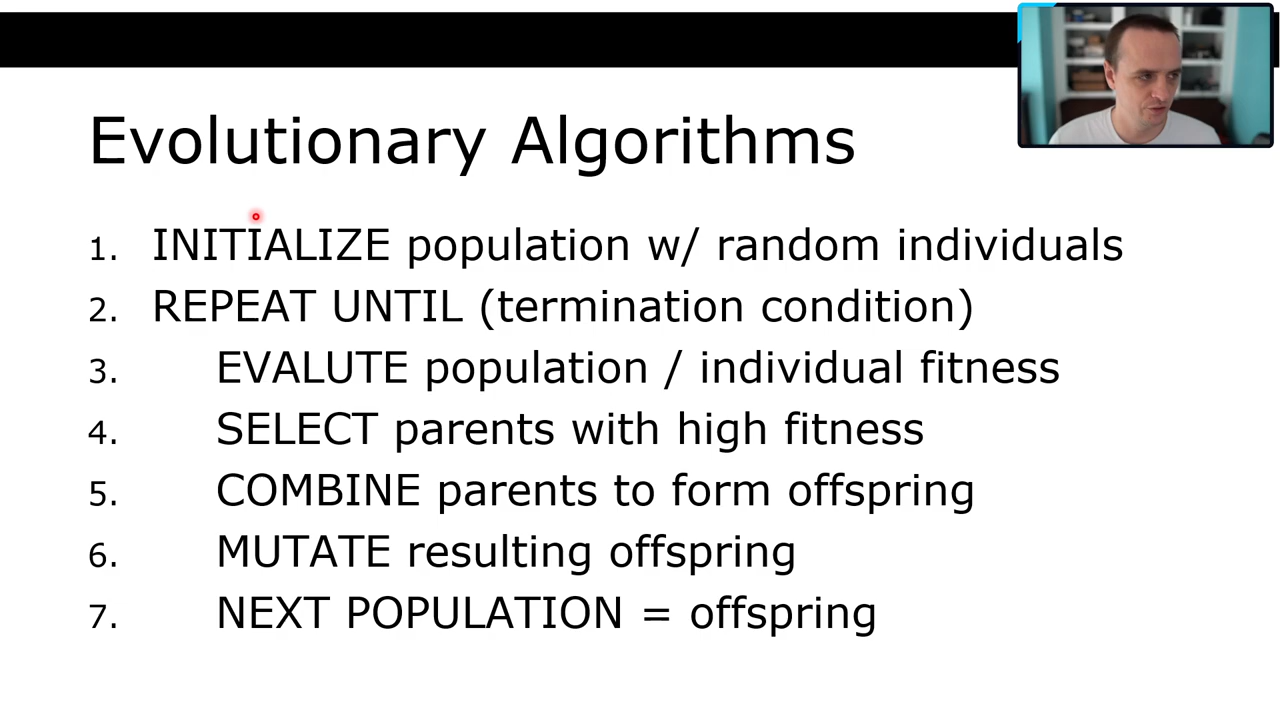 Evolutionary Algorithms
1. INITIALIZE population w/ random individuals
2. REPEAT UNTIL (termination condition)
3. EVALUTE population / individual fitness
4. SELECT parents with high fitness
5. COMBINE parents to form offspring
6. MUTATE resulting offspring
7. NEXT POPULATION = offspring